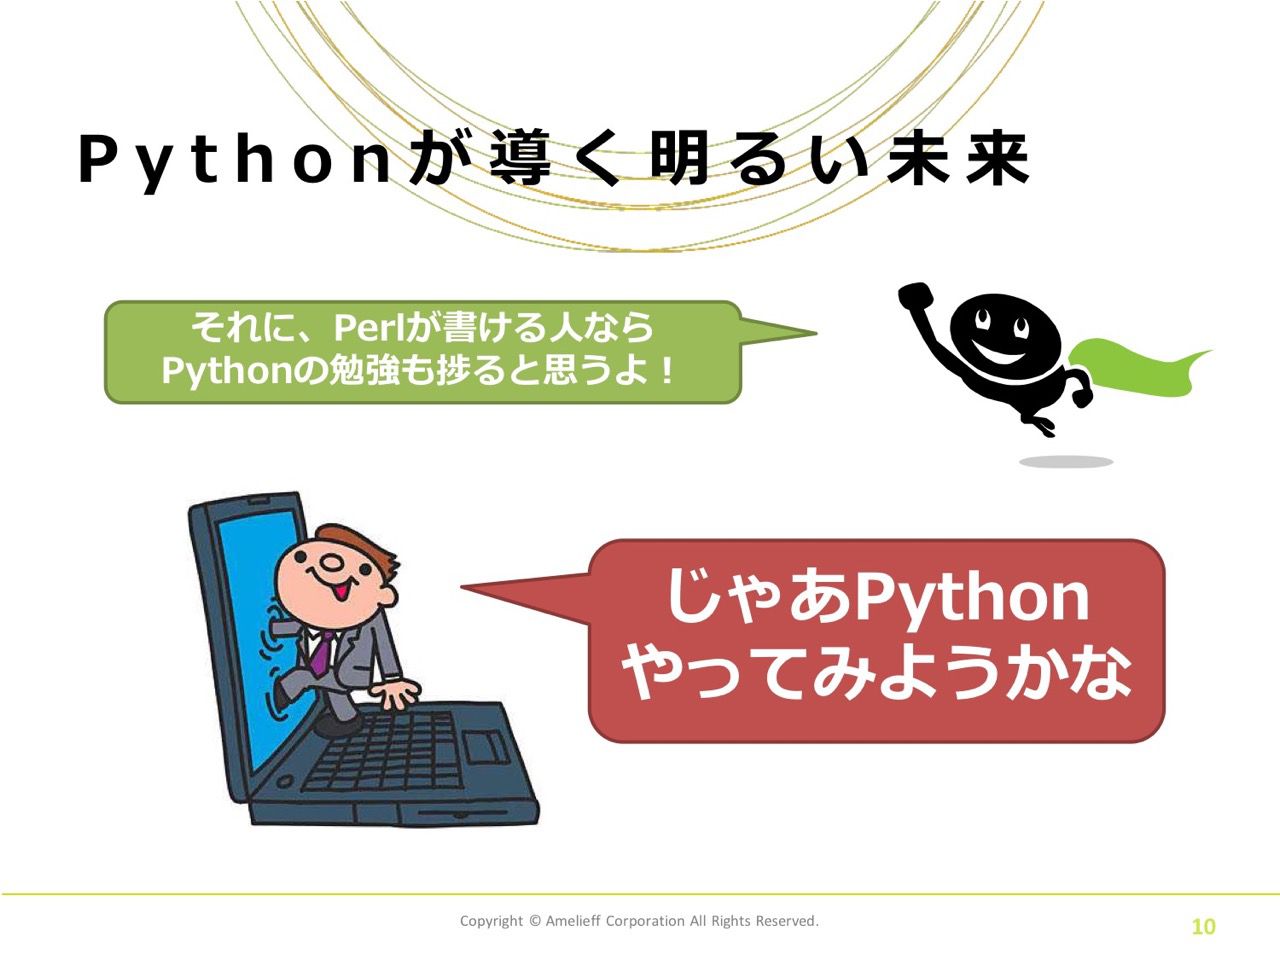 Pythonが導く明るい未来
それに、Perlが書ける人なら
Pythonの勉強も捗ると思うよ！
じゃあPython
やってみようかな
Copyright © Amelieff Corporation All Rights Reserved.
10